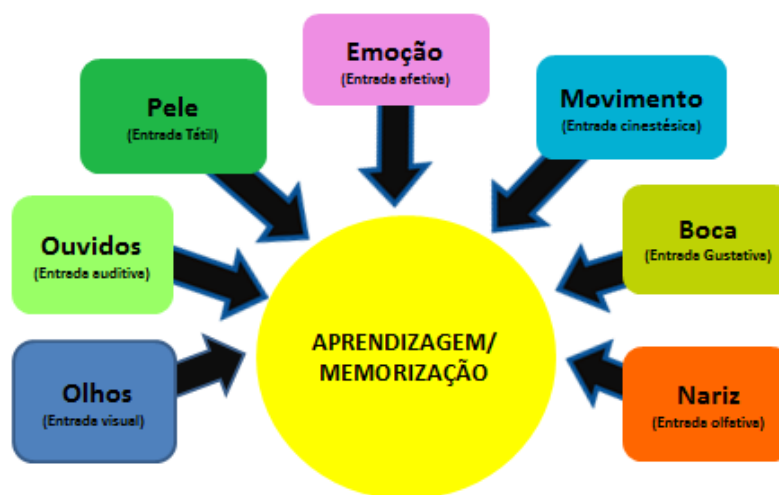 Emoção
(Entrada afetiva)
Pele
(Entrada Tátil)
Movimento
(Entrada cinestésica)
Ouvidos
(Entrada auditiva)
Boca
(Entrada Gustativa)
APRENDIZAGEM/
MEMORIZAÇÃO
Olhos
(Entrada visual)
Nariz
(Entrada olfativa)